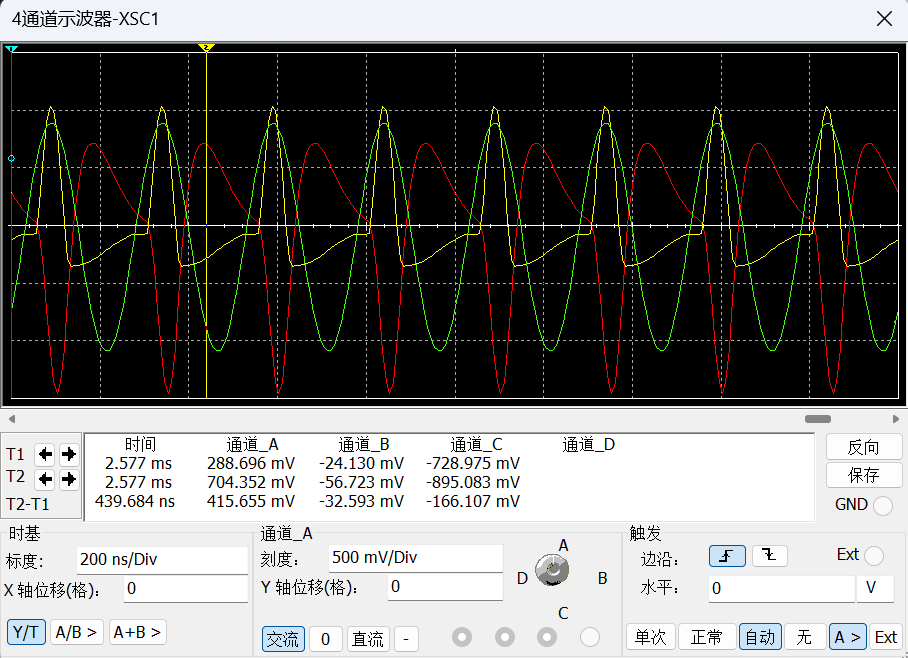 4通道示波器-XSC1
2
时间 通道_A 通道_B 通道_C 通道_D
T1 2.577 ms 288.696 mV -24.130 mV -728.975 mV
T2 2.577 ms 704.352 mV -56.723 mV -895.083 mV
T2-T1 439.684 ns 415.655 mV -32.593 mV -166.107 mV
反向
保存
GND
时基
标度: 200 ns/Div
X 轴位移(格): 0
Y/T A/B > A+B >
通道_A
刻度: 500 mV/Div
Y 轴位移(格): 0
交流 0 直流 -
A
D B
C
触发
边沿: Ext
水平: 0 V
单次 正常 自动 无 A > Ext